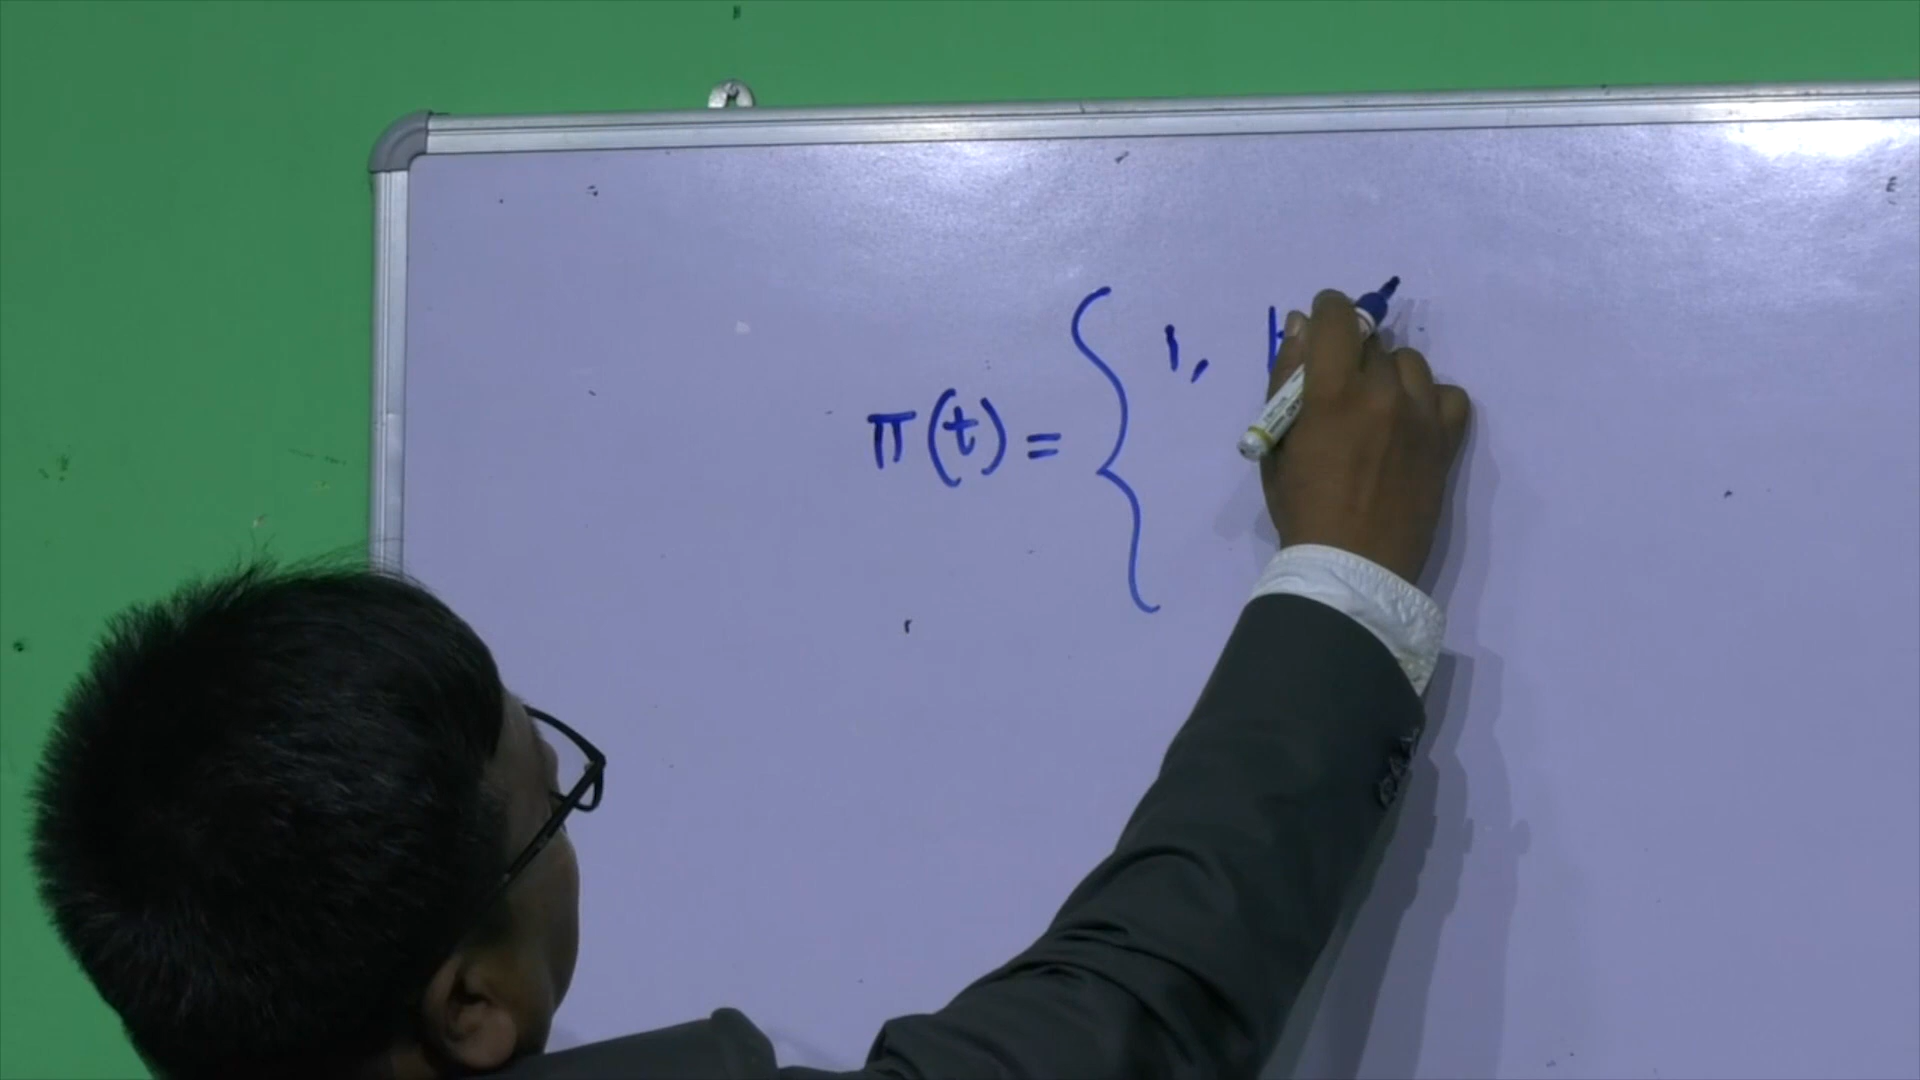 π(t) = { 1, |t